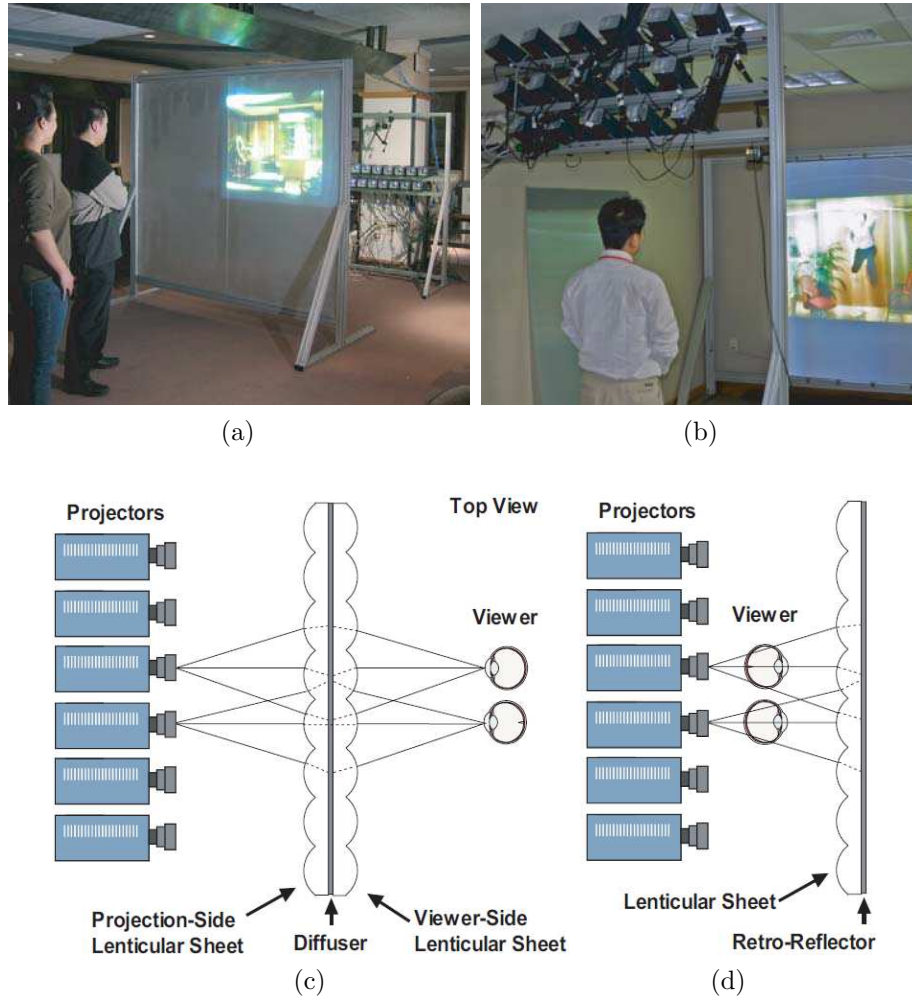 (a)
(b)
Projectors
Top View
Viewer
Projection-Side
Lenticular Sheet
Diffuser
Viewer-Side
Lenticular Sheet
(c)
Projectors
Viewer
Lenticular Sheet
Retro-Reflector
(d)